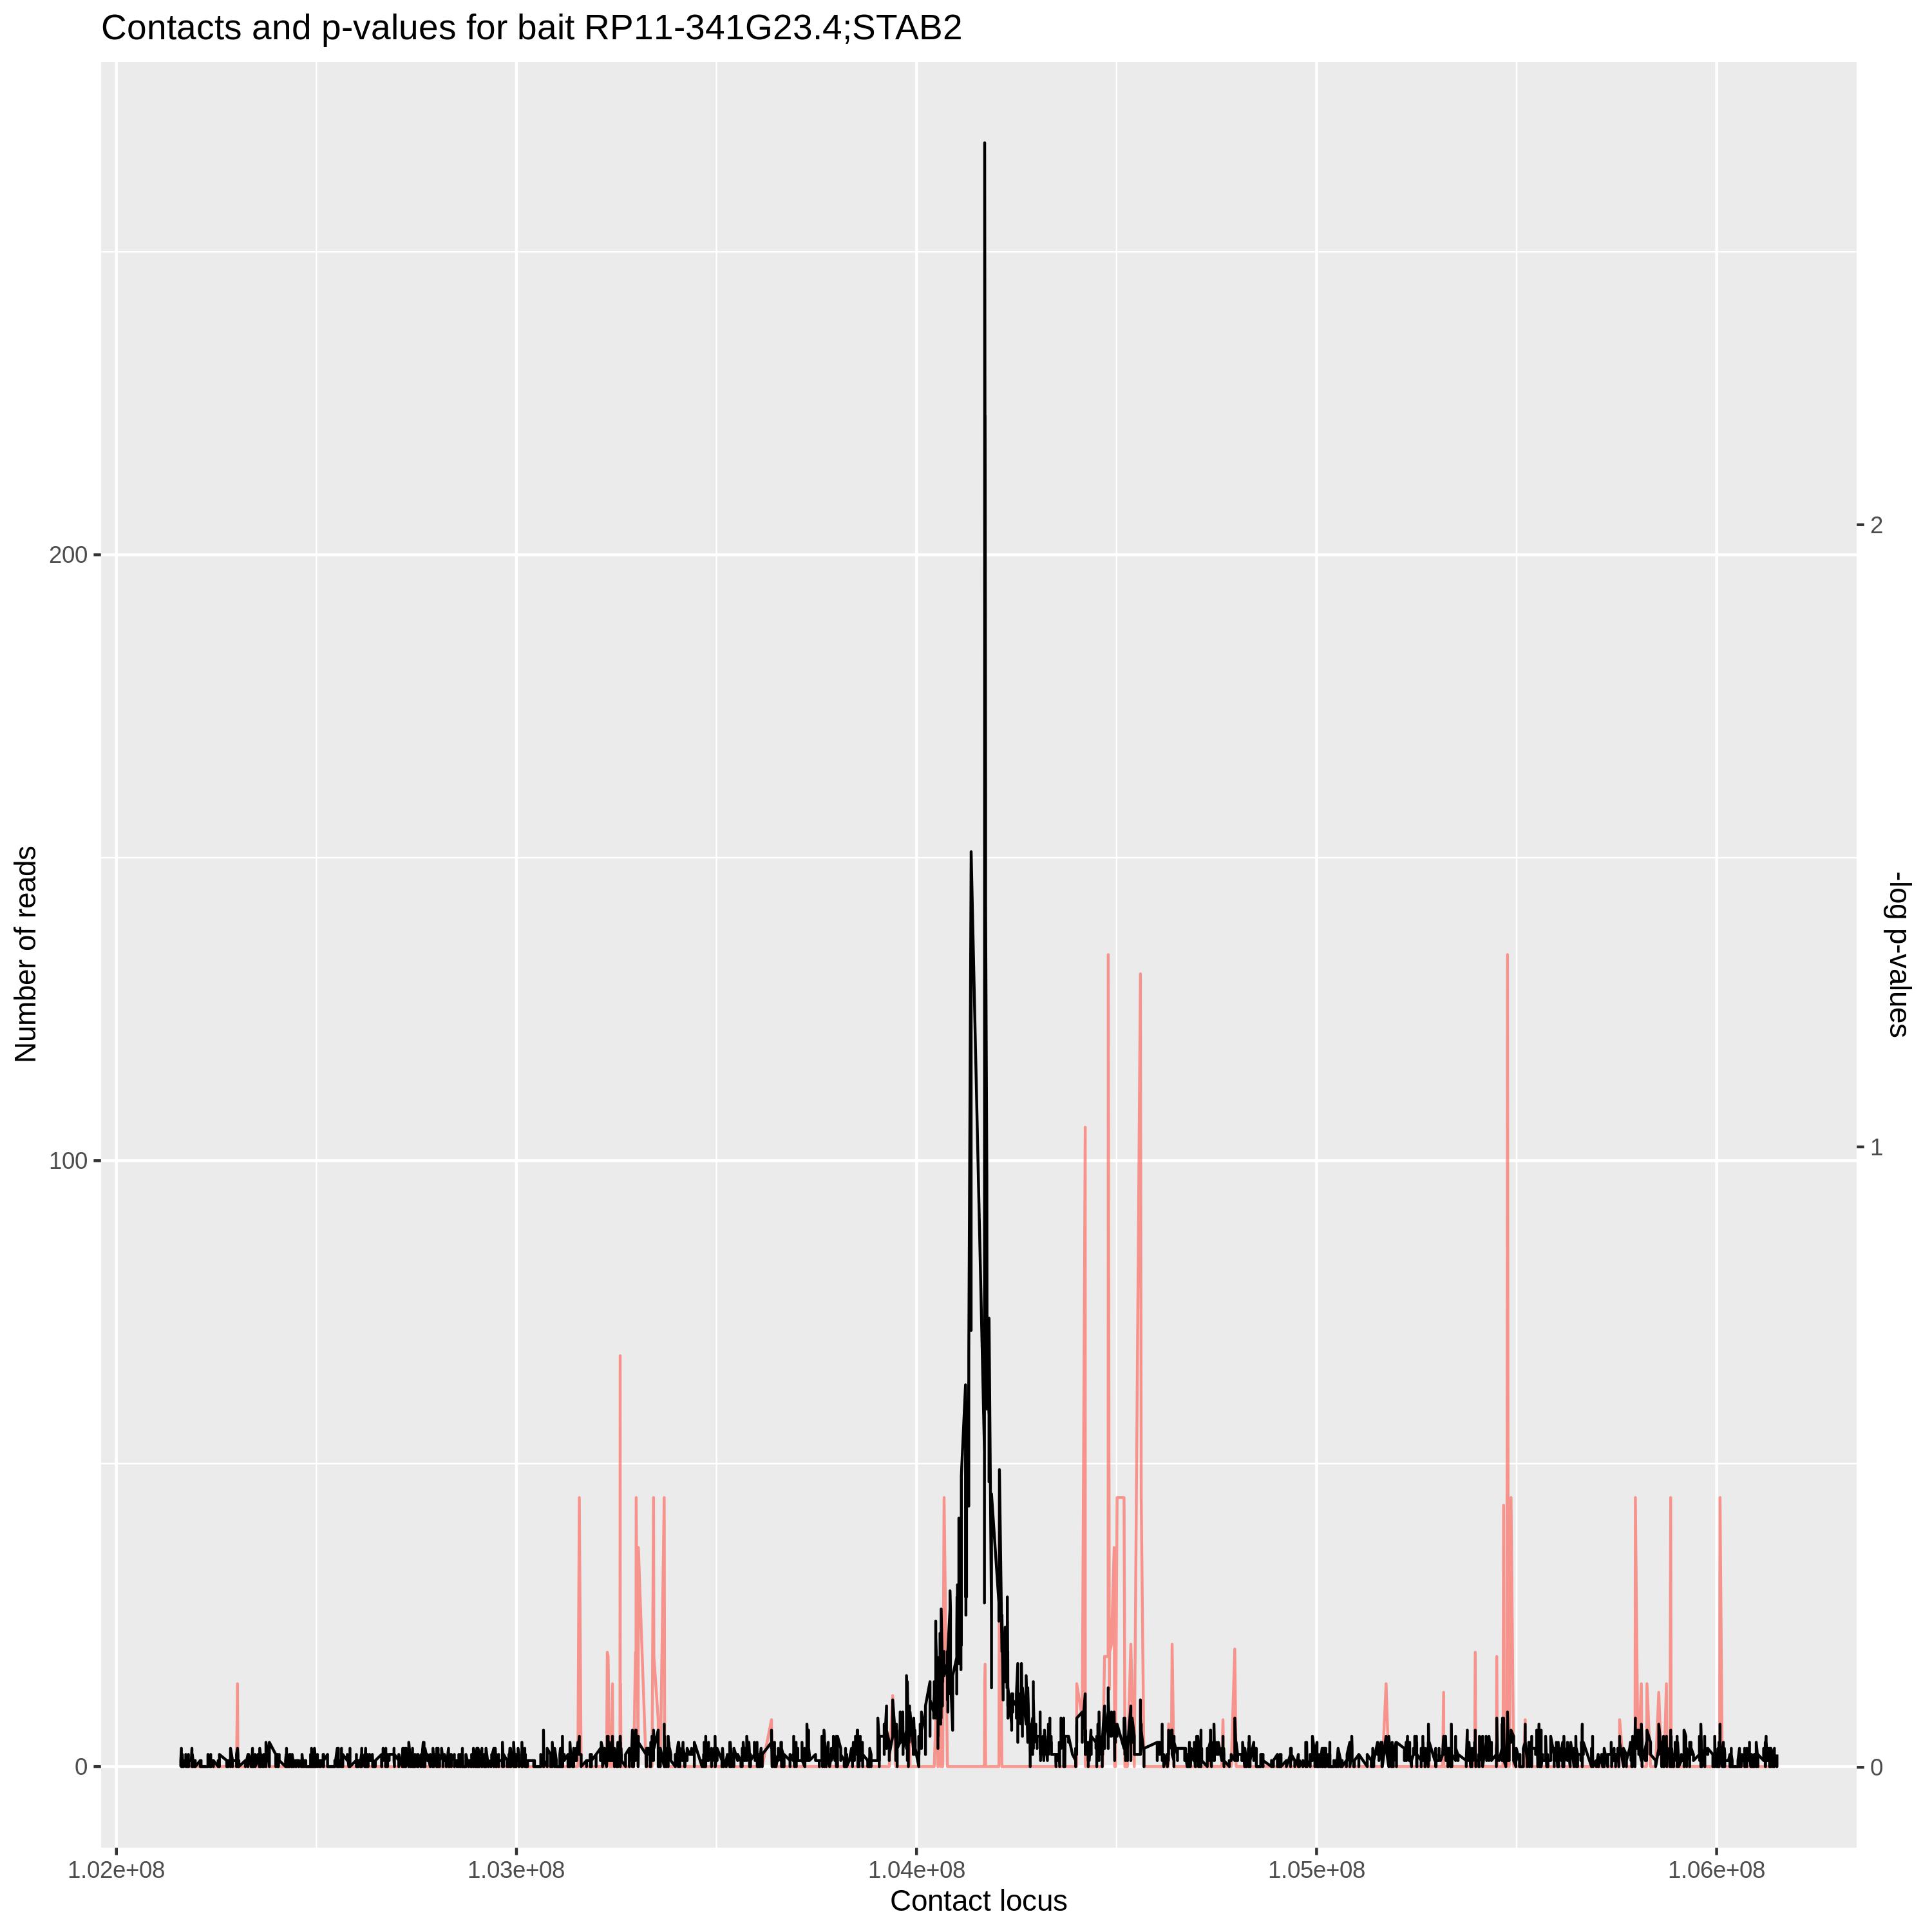 Contacts and p-values for bait RP11-341G23.4;STAB2
Number of reads
200
100
0
2
1
0
-log p-values
1.02e+08
1.03e+08
1.04e+08
1.05e+08
1.06e+08
Contact locus